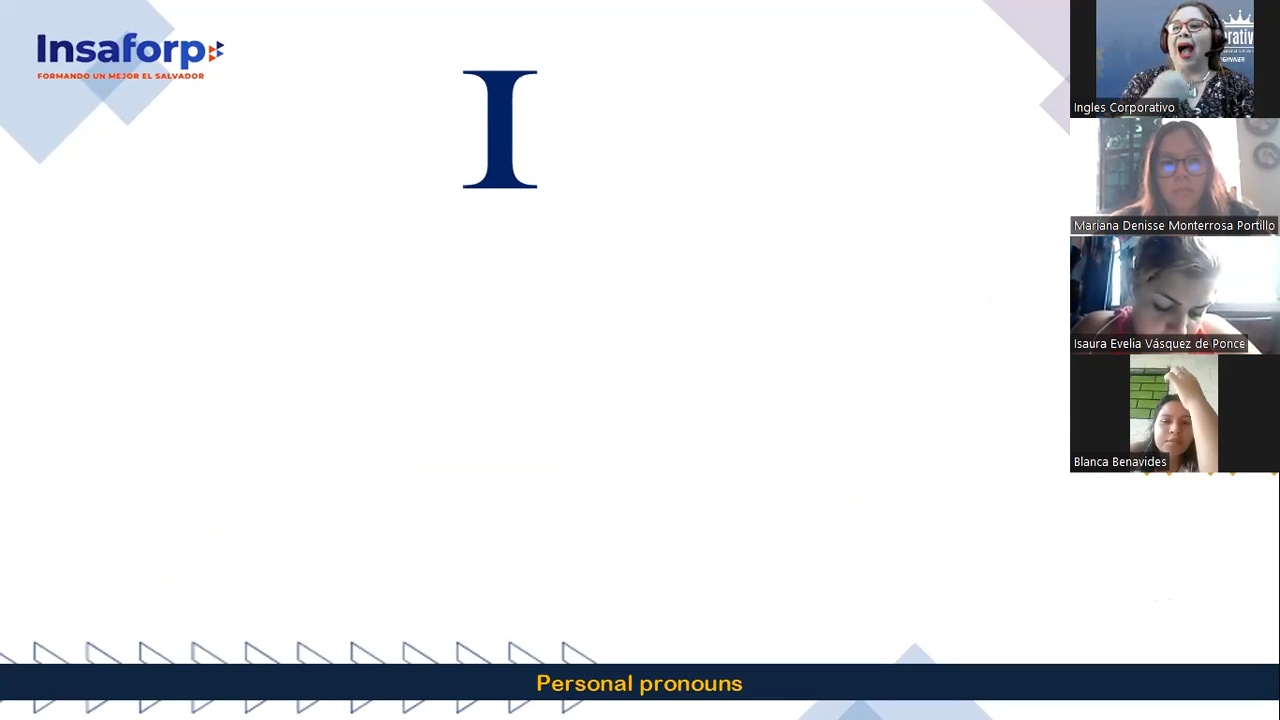 Insaforp
FORMANDO UN MEJOR EL SALVADOR
I
Ingles Corporativo
Mariana Denisse Monterrosa Portillo
Isaura Evelia Vásquez de Ponce
Blanca Benavides
Personal pronouns